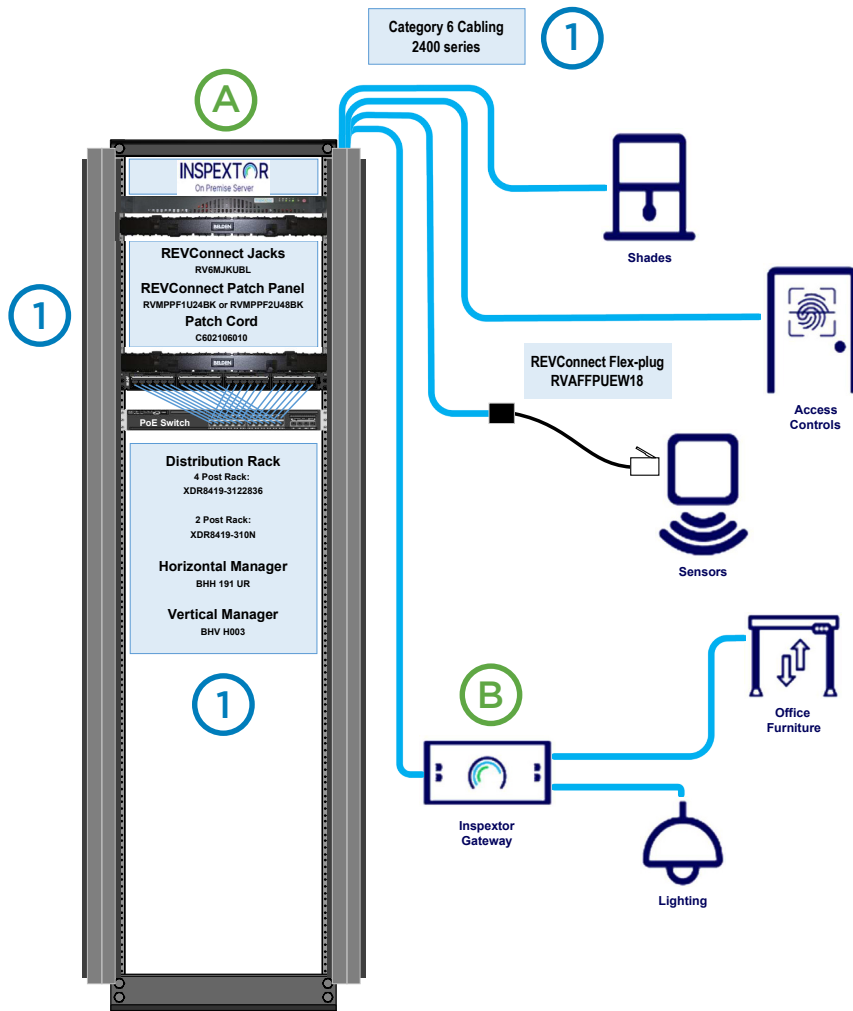 Category 6 Cabling
2400 series
1
A
INSPEXTOR
On Premise Server
BELDEN
REVConnect Jacks
RV6MJKUBL
REVConnect Patch Panel
RVMPPF1U24BK or RVMPPF2U48BK
Patch Cord
C602106010
1
BELDEN
PoE Switch
Distribution Rack
4 Post Rack:
XDR8419-3122836
2 Post Rack:
XDR8419-310N
Horizontal Manager
BHH 191 UR
Vertical Manager
BHV H003
1
Shades
Access
Controls
REVConnect Flex-plug
RVAFFPUEW18
Sensors
B
Inspextor
Gateway
Office
Furniture
Lighting